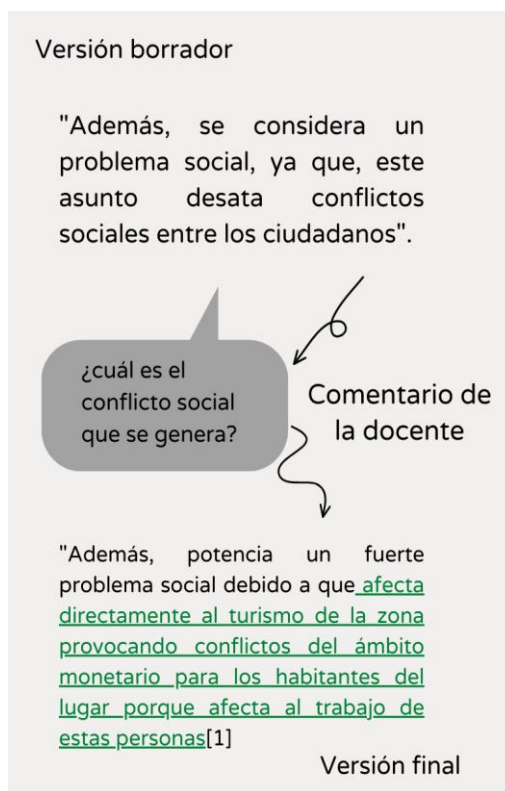 Versión borrador
"Además, se considera un
problema social, ya que, este
asunto desata conflictos
sociales entre los ciudadanos".
¿cuál es el
conflicto social
que se genera?
Comentario de
la docente
"Además, potencia un fuerte
problema social debido a que afecta
directamente al turismo de la zona
provocando conflictos del ámbito
monetario para los habitantes del
lugar porque afecta al trabajo de
estas personas[1]
Versión final